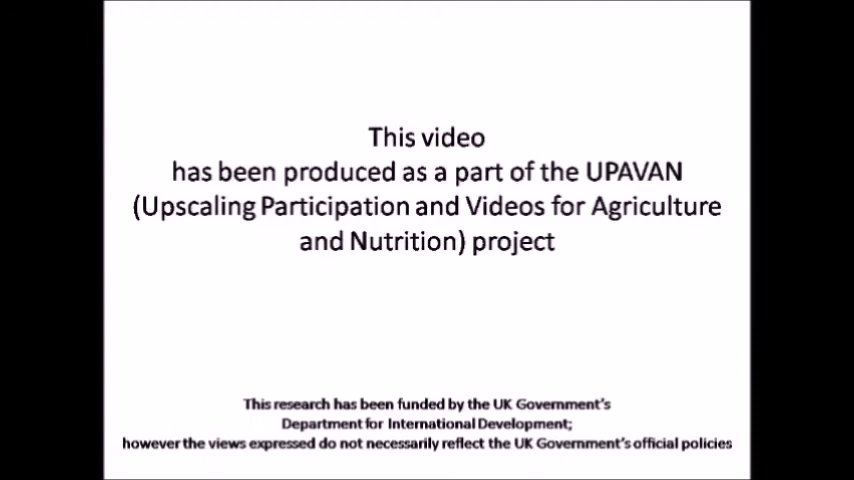 This video
has been produced as a part of the UPAVAN
(Upscaling Participation and Videos for Agriculture
and Nutrition) project
This research has been funded by the UK Government's
Department for International Development;
however the views expressed do not necessarily reflect the UK Government's official policies